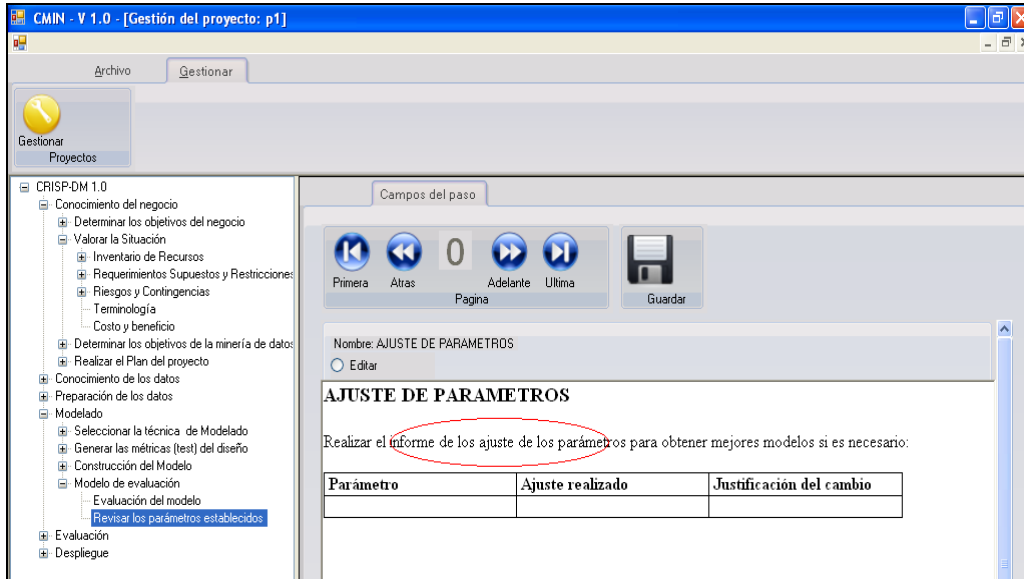 CMIN - V 1.0 - [Gestión del proyecto: p1]
Archivo
Gestionar
Gestionar
Proyectos
CRISP-DM 1.0
Conocimiento del negocio
Determinar los objetivos del negocio
Valorar la Situación
Inventario de Recursos
Requerimientos Supuestos y Restricciones
Riesgos y Contingencias
Terminología
Costo y beneficio
Determinar los objetivos de la minería de datos
Realizar el Plan del proyecto
Conocimiento de los datos
Preparación de los datos
Modelado
Seleccionar la técnica de Modelado
Generar las métricas (test) del diseño
Construcción del Modelo
Modelo de evaluación
Evaluación del modelo
Revisar los parámetros establecidos
Evaluación
Despliegue
Campos del paso
0
Primera Atras Adelante Ultima
Pagina
Guardar
Nombre: AJUSTE DE PARAMETROS
Editar
AJUSTE DE PARAMETROS
Realizar el informe de los ajuste de los parámetros para obtener mejores modelos si es necesario:
Parámetro Ajuste realizado Justificación del cambio